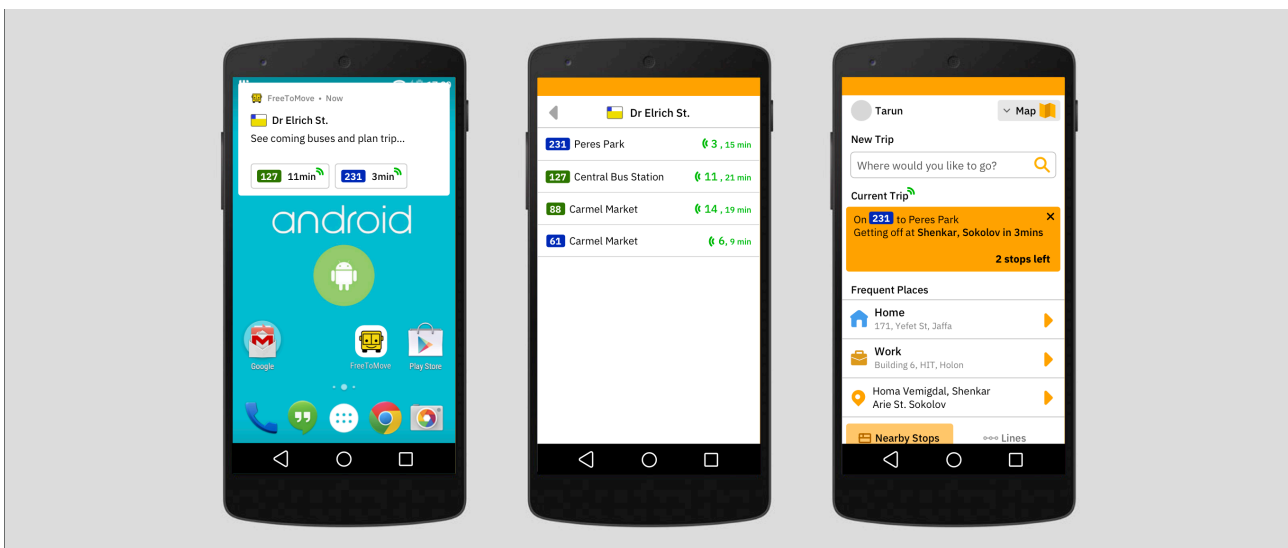 FreeToMove • Now
Dr Elrich St.
See coming buses and plan trip...
127 11min 231 3min
android
Google FreeToMove Play Store
Dr Elrich St.
231 Peres Park 3 , 15 min
127 Central Bus Station 11 , 21 min
88 Carmel Market 14 , 19 min
61 Carmel Market 6, 9 min
Tarun Map
New Trip
Where would you like to go?
Current Trip
On 231 to Peres Park
Getting off at Shenkar, Sokolov in 3mins
2 stops left
Frequent Places
Home
171, Yefet St, Jaffa
Work
Building 6, HIT, Holon
Homa Vemigdal, Shenkar
Arie St. Sokolov
Nearby Stops Lines